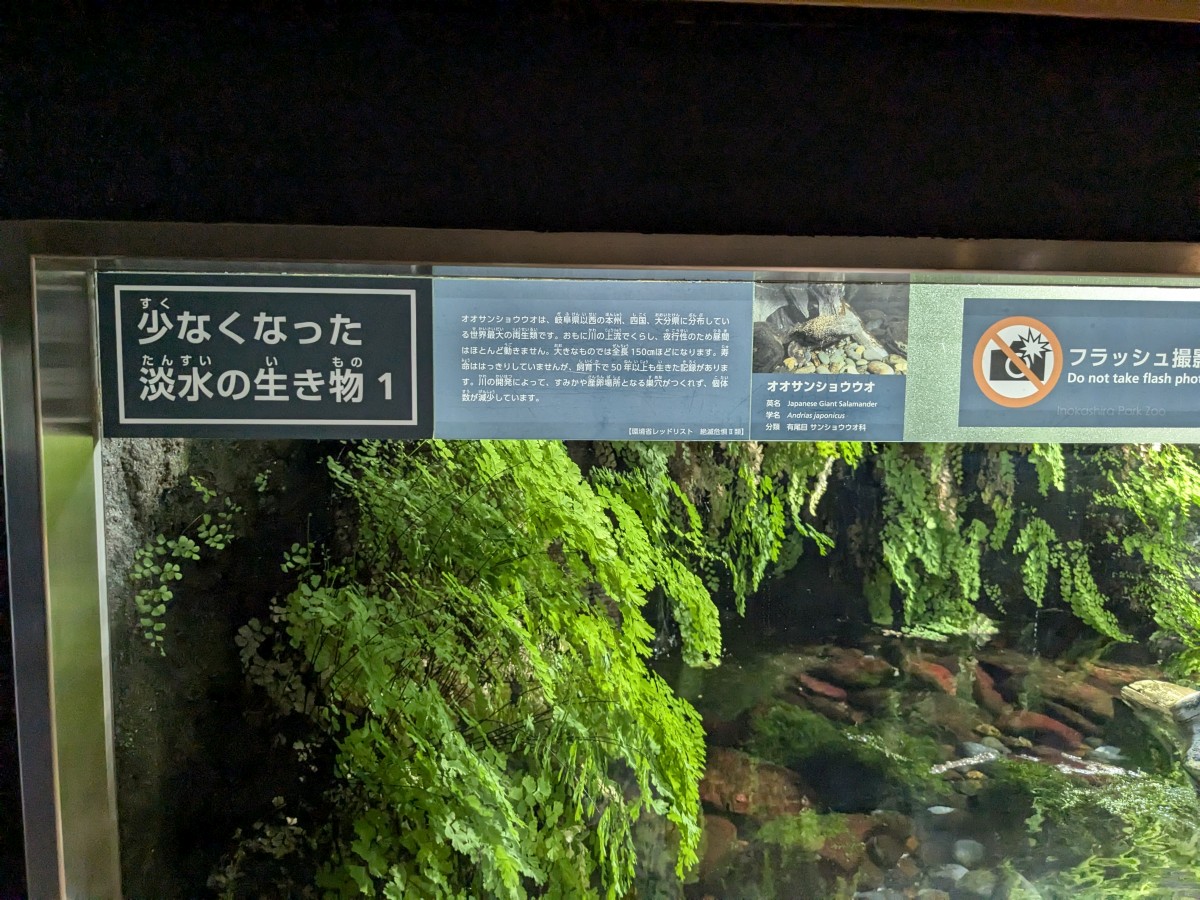 少なくなった
淡水の生き物 1
オオサンショウウオは、岐阜県以西の本州、四国、大分県に分布してい
る世界最大の両生類です。おもに川の上流でくらし、夜行性のため昼間
はほとんど動きません。大きなものでは全長 150㎝ほどになります。寿
命ははっきりしていませんが、飼育下で 50 年以上も生きた記録がありま
す。川の開発によって、すみかや産卵場所となる巣穴がつくれず、個体
数が減少しています。
【環境省レッドリスト 絶滅危惧Ⅱ類】
オオサンショウウオ
英名 Japanese Giant Salamander
学名 Andrias japonicus
分類 有尾目 サンショウウオ科
フラッシュ撮影
Do not take flash pho
Inokashira Park Zoo